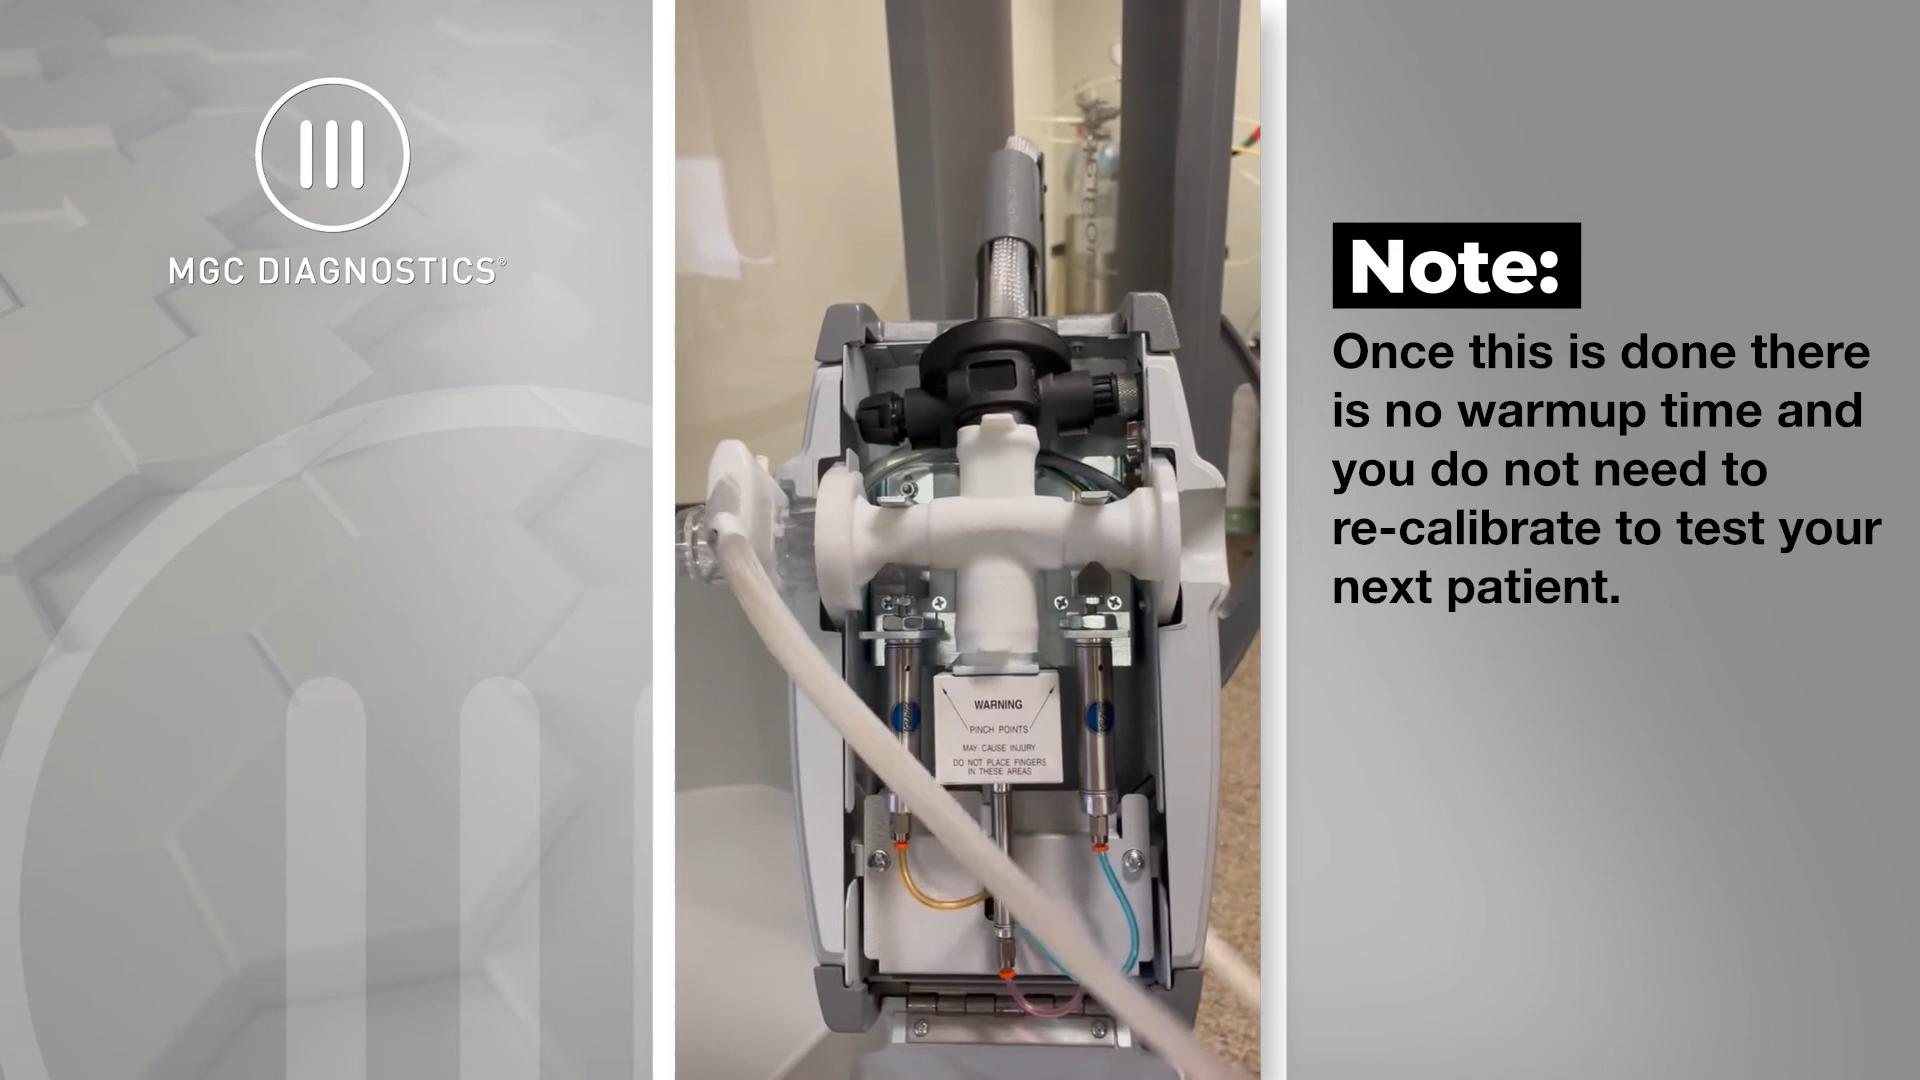 MGC DIAGNOSTICS®
WARNING
PINCH POINTS
MAY CAUSE INJURY
DO NOT PLACE FINGERS
IN THESE AREAS
Note:
Once this is done there
is no warmup time and
you do not need to
re-calibrate to test your
next patient.